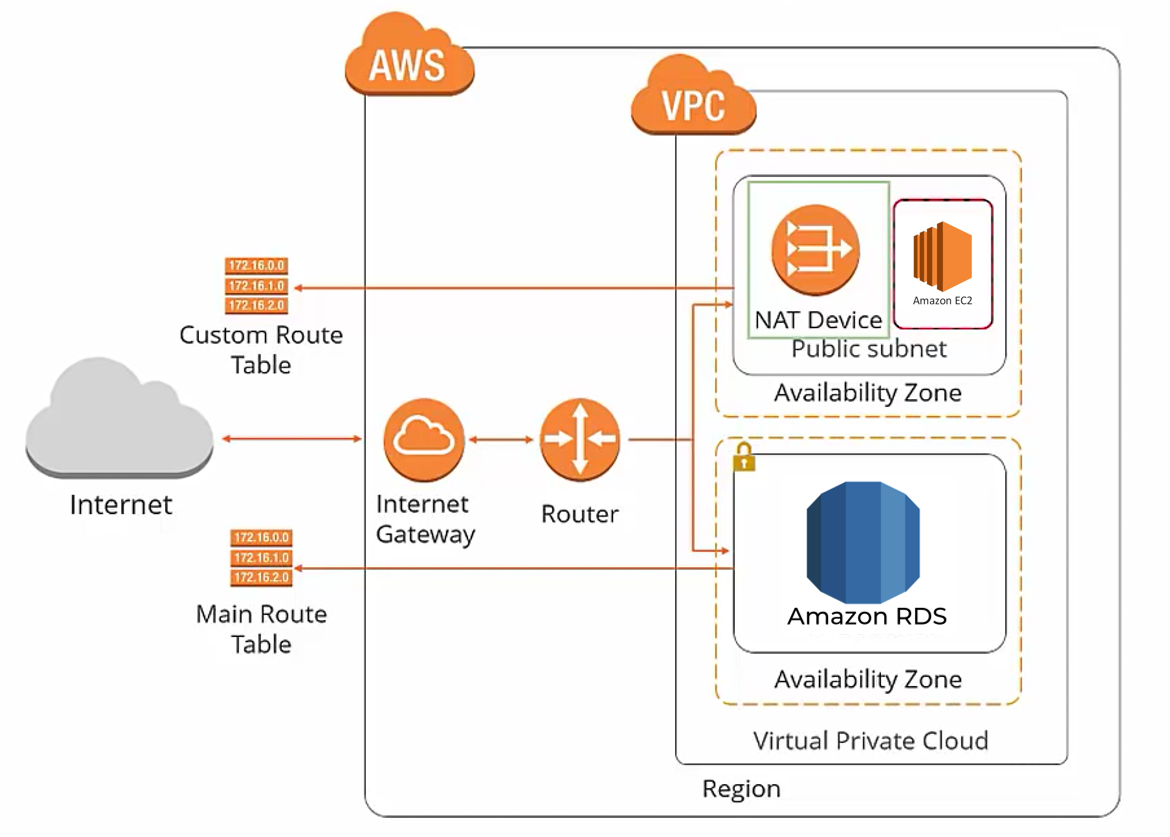 AWS
VPC
172.16.0.0
172.16.1.0
172.16.2.0
Custom Route
Table
NAT Device
Amazon EC2
Public subnet
Availability Zone
Internet
Internet
Gateway
Router
172.16.0.0
172.16.1.0
172.16.2.0
Main Route
Table
Amazon RDS
Availability Zone
Virtual Private Cloud
Region